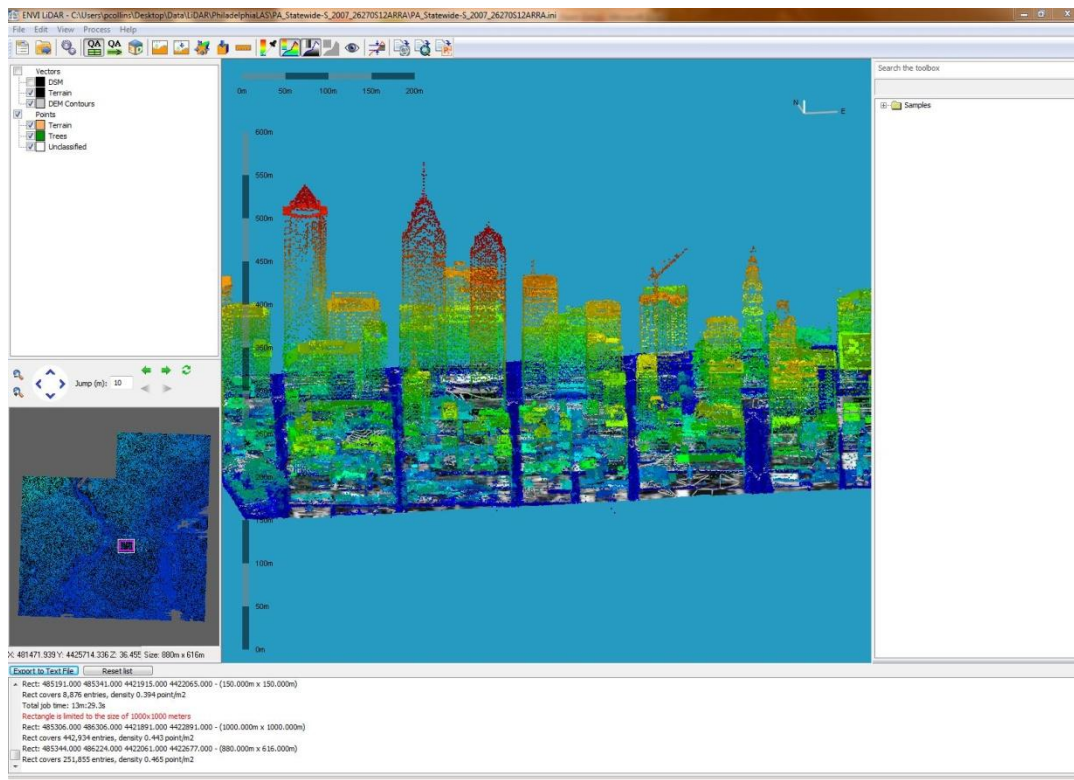 ENVI LiDAR - C:\Users\pcollins\Desktop\Data\LiDAR\PhiladelphiaLAS\PA_Statewide-S_2007_26270S12ARRA\PA_Statewide-S_2007_26270S12ARRA.ini
File Edit View Process Help
QA QA
Vectors
DSM
Terrain
DEM Contours
Points
Terrain
Trees
Unclassified
Jump (m): 10
X: 481471.939 Y: 4425714.336 Z: 36.455 Size: 880m x 616m
0m 50m 100m 150m 200m
N E
600m
550m
500m
450m
400m
350m
150m
100m
50m
0m
Search the toolbox
Samples
Export to Text File Reset list
Rect: 485191.000 485341.000 4421915.000 4422065.000 - (150.000m x 150.000m)
Rect covers 8,876 entries, density 0.394 point/m2
Total job time: 13m:29.3s
Rectangle is limited to the size of 1000x1000 meters
Rect: 485306.000 486306.000 4421891.000 4422891.000 - (1000.000m x 1000.000m)
Rect covers 442,934 entries, density 0.443 point/m2
Rect: 485344.000 486224.000 4422061.000 4422677.000 - (880.000m x 616.000m)
Rect covers 251,855 entries, density 0.465 point/m2